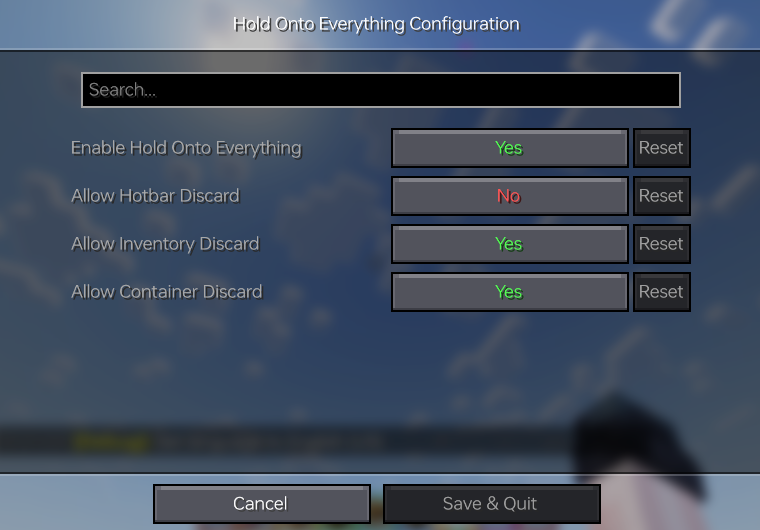 Hold Onto Everything Configuration
Search...
Enable Hold Onto Everything Yes Reset
Allow Hotbar Discard No Reset
Allow Inventory Discard Yes Reset
Allow Container Discard Yes Reset
Cancel Save & Quit